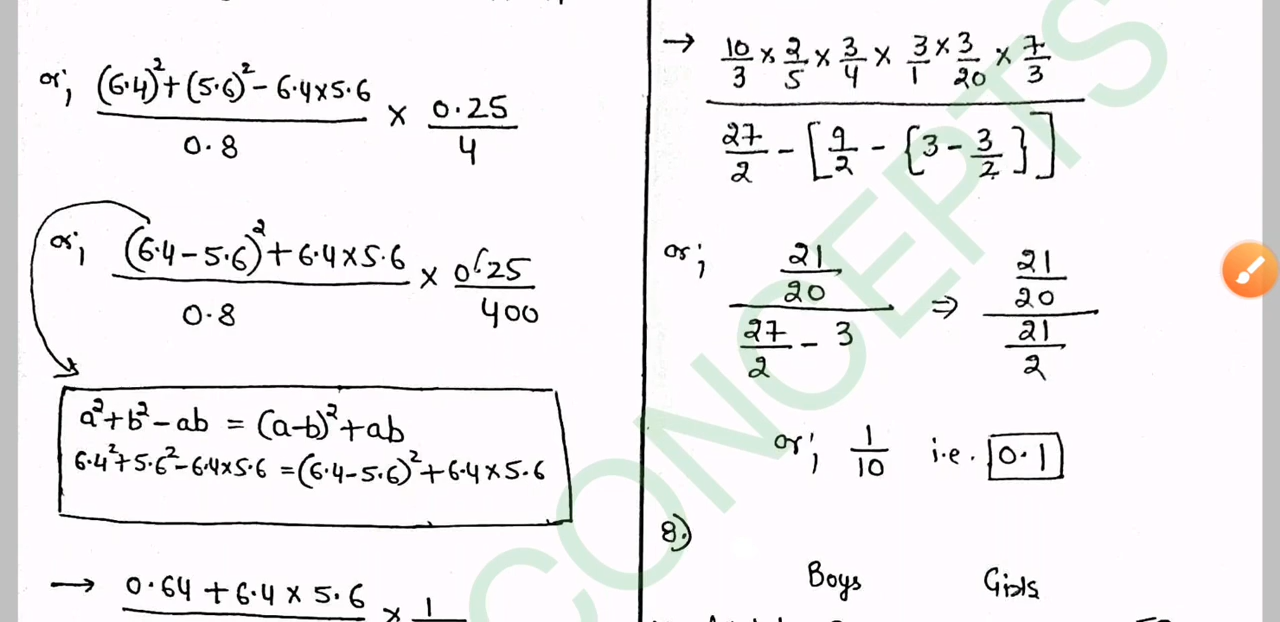 or; (6.4)²+(5.6)²-6.4×5.6 / 0.8 × 0.25/4
or; (6.4-5.6)²+6.4×5.6 / 0.8 × 0.25/400
a²+b²-ab = (a-b)²+ab
6.4²+5.6²-6.4×5.6 = (6.4-5.6)²+6.4×5.6
→ 0.64+6.4×5.6 × 1
→ 10/3 × 2/5 × 3/4 × 3/1 × 3/20 × 7/3
27/2 - [9/2 - {3 - 3/2}]
or; 21/20 / 27/2 - 3 ⇒ 21/20 / 21/2
or; 1/10 i.e. 0.1
8.)
Boys Girls
CONCEPTS